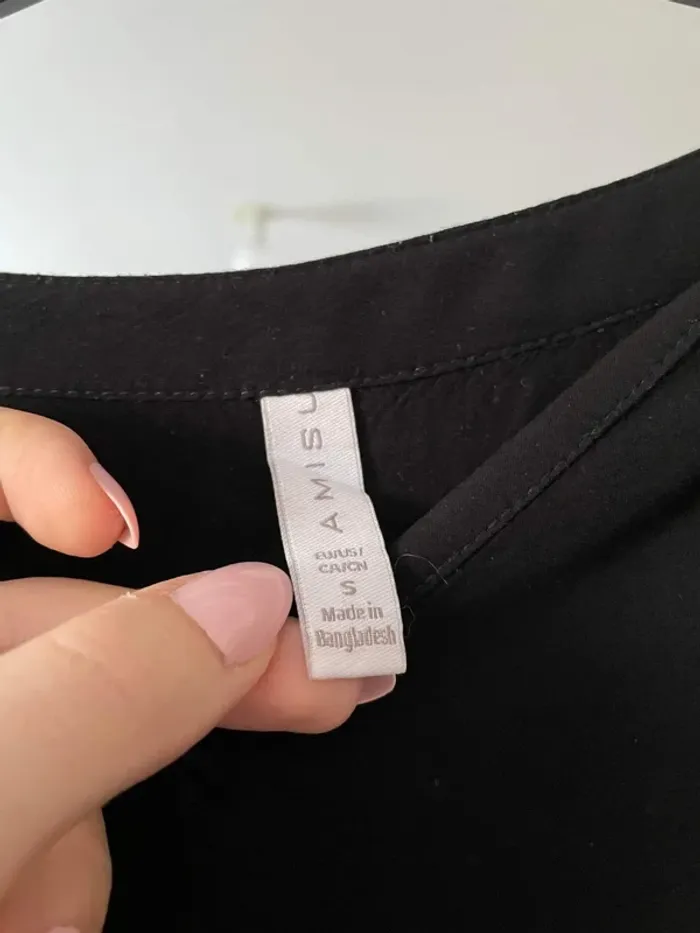 AMISU
EU/US/
CA/CN
S
Made in
Bangladesh